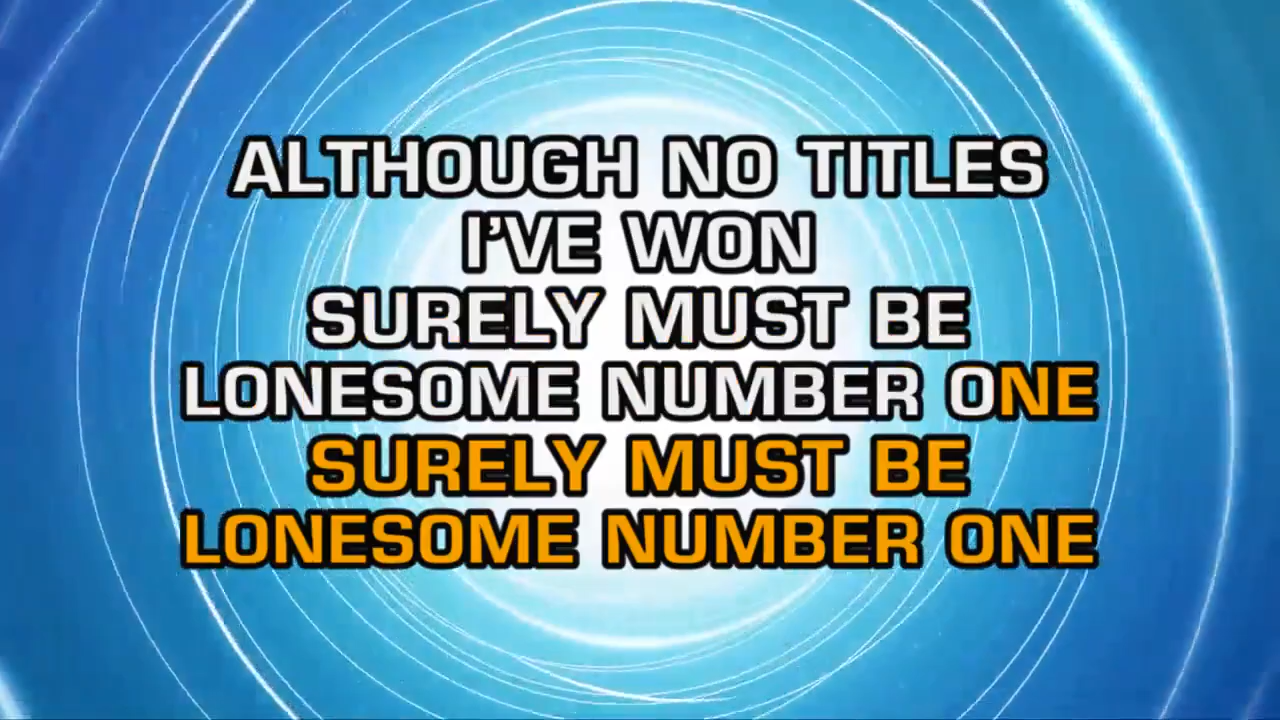 ALTHOUGH NO TITLES
I'VE WON
SURELY MUST BE
LONESOME NUMBER ONE
SURELY MUST BE
LONESOME NUMBER ONE